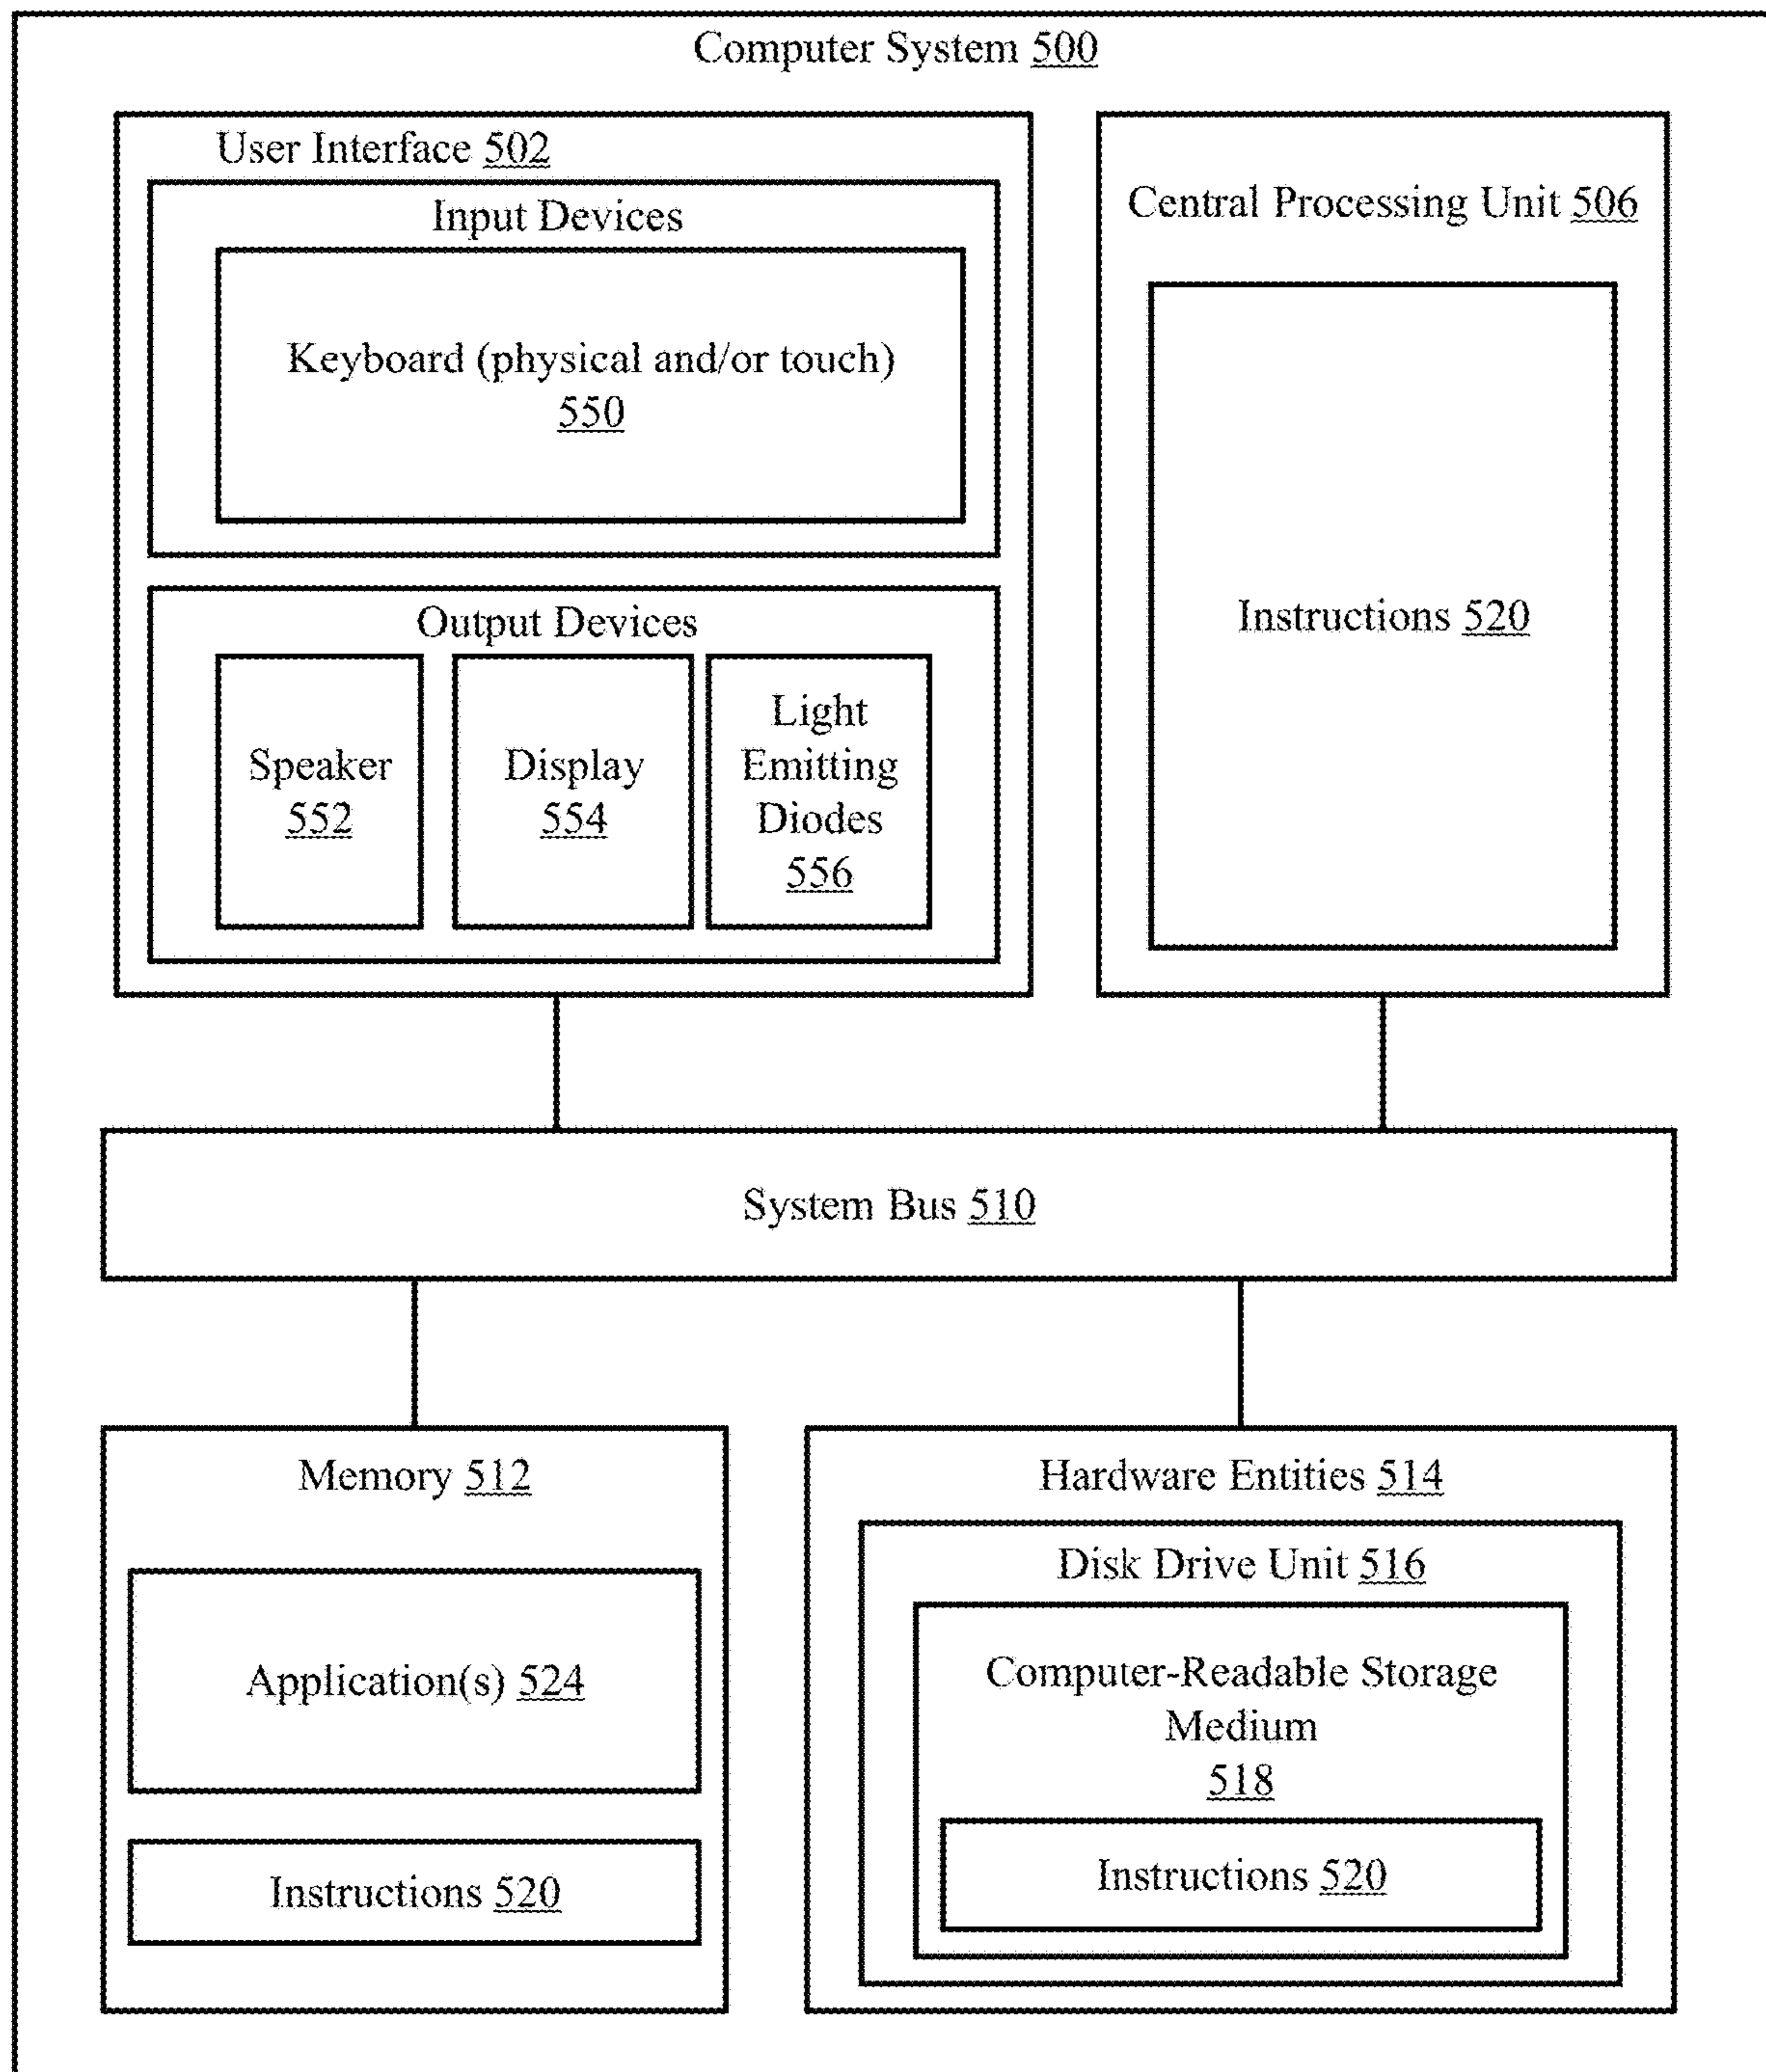 Computer System 500
User Interface 502
Input Devices
Keyboard (physical and/or touch)
550
Output Devices
Speaker
552
Display
554
Light
Emitting
Diodes
556
Central Processing Unit 506
Instructions 520
System Bus 510
Memory 512
Application(s) 524
Instructions 520
Hardware Entities 514
Disk Drive Unit 516
Computer-Readable Storage
Medium
518
Instructions 520